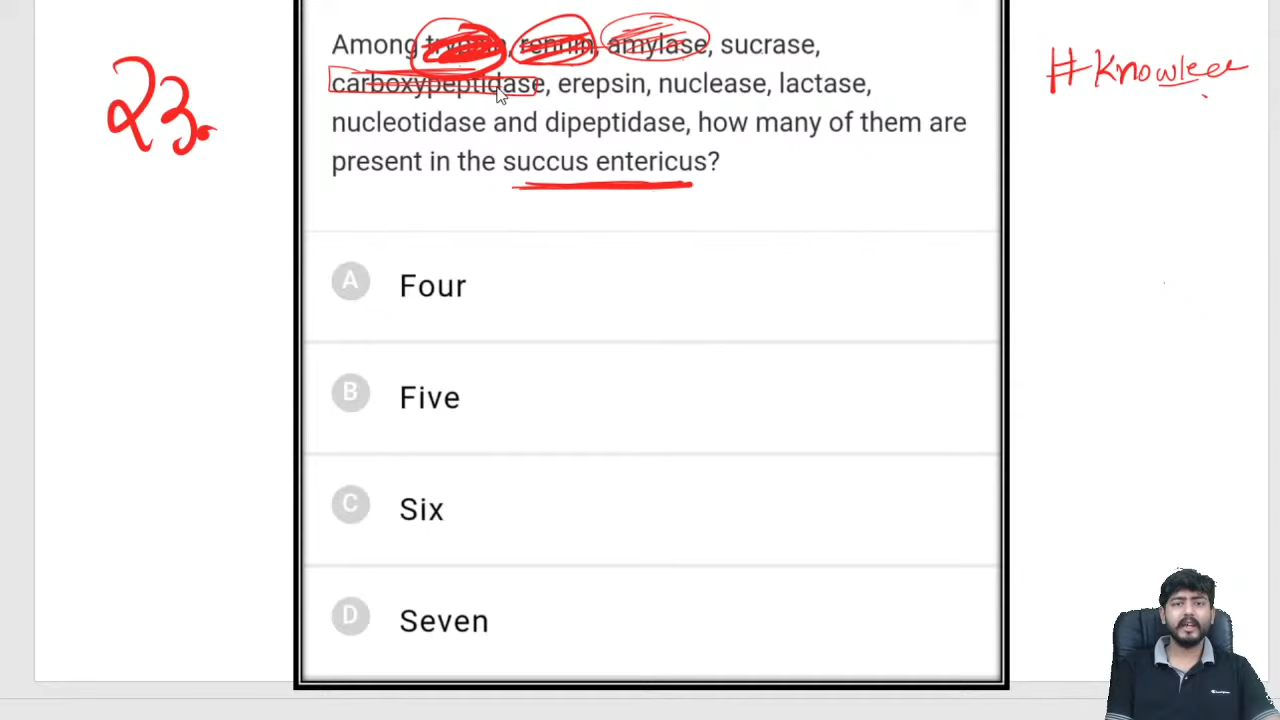 Among trypsin, rennin, amylase, sucrase,
carboxypeptidase, erepsin, nuclease, lactase,
nucleotidase and dipeptidase, how many of them are
present in the succus entericus?
23.
#Knowlege
A Four
B Five
C Six
D Seven